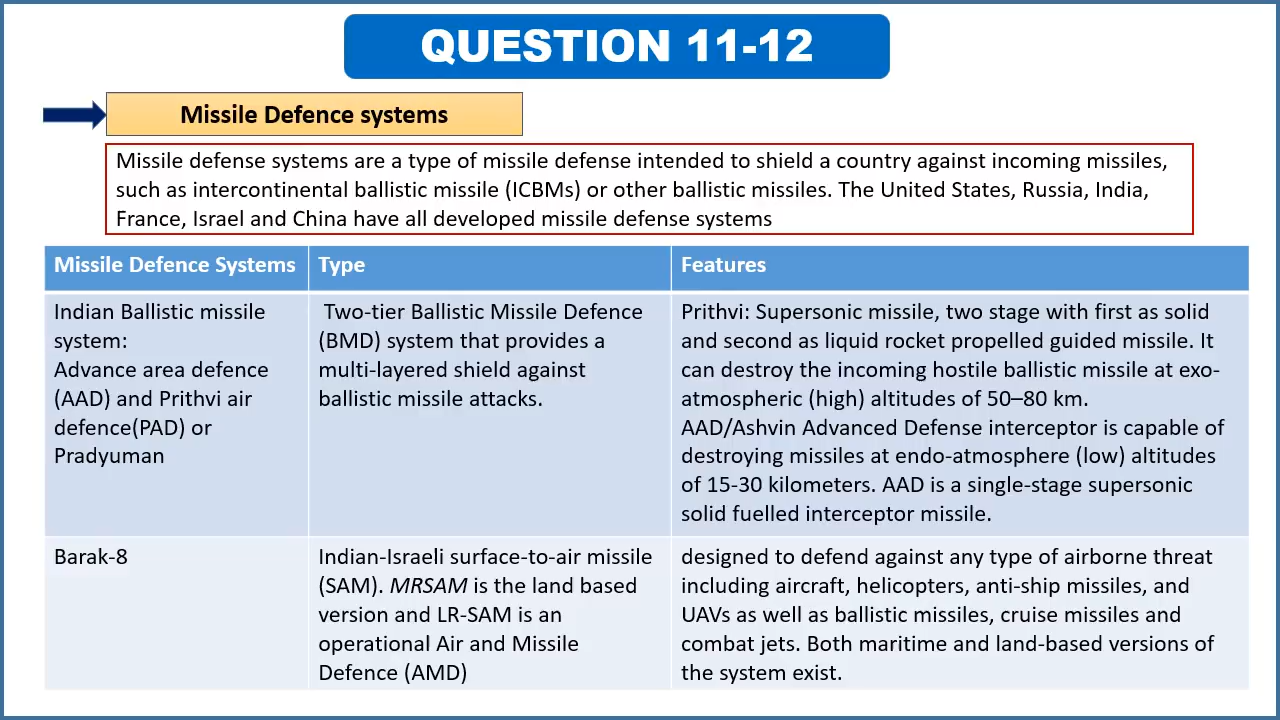 QUESTION 11-12
Missile Defence systems
Missile defense systems are a type of missile defense intended to shield a country against incoming missiles,
such as intercontinental ballistic missile (ICBMs) or other ballistic missiles. The United States, Russia, India,
France, Israel and China have all developed missile defense systems
Missile Defence Systems
Type
Features
Indian Ballistic missile
system:
Advance area defence
(AAD) and Prithvi air
defence(PAD) or
Pradyuman
Two-tier Ballistic Missile Defence
(BMD) system that provides a
multi-layered shield against
ballistic missile attacks.
Prithvi: Supersonic missile, two stage with first as solid
and second as liquid rocket propelled guided missile. It
can destroy the incoming hostile ballistic missile at exo-
atmospheric (high) altitudes of 50–80 km.
AAD/Ashvin Advanced Defense interceptor is capable of
destroying missiles at endo-atmosphere (low) altitudes
of 15-30 kilometers. AAD is a single-stage supersonic
solid fuelled interceptor missile.
Barak-8
Indian-Israeli surface-to-air missile
(SAM). MRSAM is the land based
version and LR-SAM is an
operational Air and Missile
Defence (AMD)
designed to defend against any type of airborne threat
including aircraft, helicopters, anti-ship missiles, and
UAVs as well as ballistic missiles, cruise missiles and
combat jets. Both maritime and land-based versions of
the system exist.